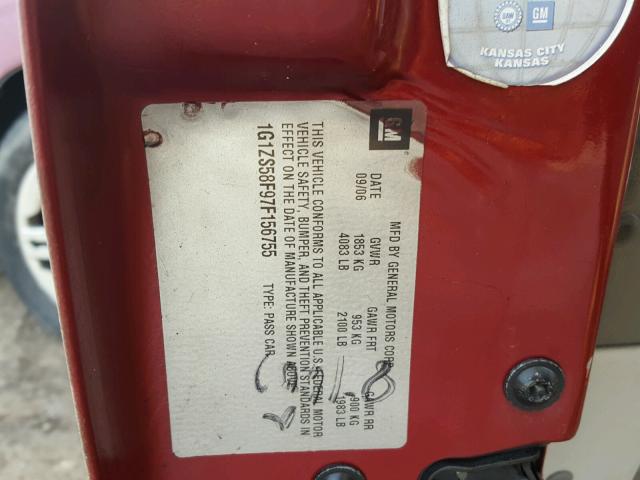 GM
KANSAS CITY
KANSAS
GM
MFD BY GENERAL MOTORS CORP
DATE GVWR GAWR FRT GAWR RR
09/06 1853 KG 953 KG 900 KG
4083 LB 2100 LB 1983 LB
THIS VEHICLE CONFORMS TO ALL APPLICABLE U.S. FEDERAL MOTOR
VEHICLE SAFETY, BUMPER, AND THEFT PREVENTION STANDARDS IN
EFFECT ON THE DATE OF MANUFACTURE SHOWN ABOVE
1G1ZS58F97F156755 TYPE: PASS CAR